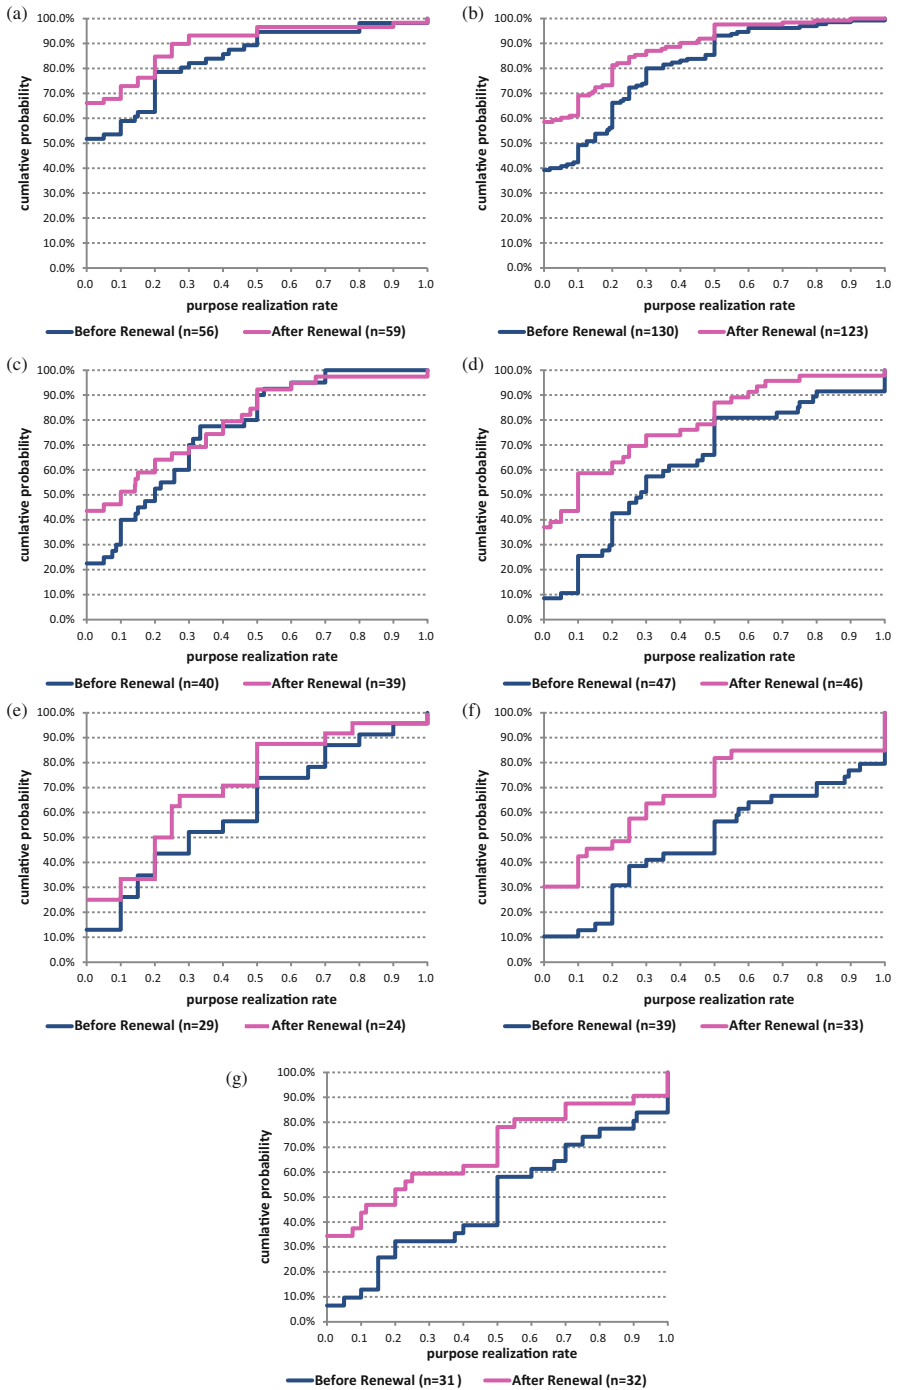 (a)
100.0%
90.0%
80.0%
70.0%
60.0%
50.0%
40.0%
30.0%
20.0%
10.0%
0.0%
cumlative probability
0.0 0.1 0.2 0.3 0.4 0.5 0.6 0.7 0.8 0.9 1.0
purpose realization rate
Before Renewal (n=56) After Renewal (n=59)
(b)
100.0%
90.0%
80.0%
70.0%
60.0%
50.0%
40.0%
30.0%
20.0%
10.0%
0.0%
cumlative probability
0.0 0.1 0.2 0.3 0.4 0.5 0.6 0.7 0.8 0.9 1.0
purpose realization rate
Before Renewal (n=130) After Renewal (n=123)
(c)
100.0%
90.0%
80.0%
70.0%
60.0%
50.0%
40.0%
30.0%
20.0%
10.0%
0.0%
cumlative probability
0.0 0.1 0.2 0.3 0.4 0.5 0.6 0.7 0.8 0.9 1.0
purpose realization rate
Before Renewal (n=40) After Renewal (n=39)
(d)
100.0%
90.0%
80.0%
70.0%
60.0%
50.0%
40.0%
30.0%
20.0%
10.0%
0.0%
cumlative probability
0.0 0.1 0.2 0.3 0.4 0.5 0.6 0.7 0.8 0.9 1.0
purpose realization rate
Before Renewal (n=47) After Renewal (n=46)
(e)
100.0%
90.0%
80.0%
70.0%
60.0%
50.0%
40.0%
30.0%
20.0%
10.0%
0.0%
cumlative probability
0.0 0.1 0.2 0.3 0.4 0.5 0.6 0.7 0.8 0.9 1.0
purpose realization rate
Before Renewal (n=29) After Renewal (n=24)
(f)
100.0%
90.0%
80.0%
70.0%
60.0%
50.0%
40.0%
30.0%
20.0%
10.0%
0.0%
cumlative probability
0.0 0.1 0.2 0.3 0.4 0.5 0.6 0.7 0.8 0.9 1.0
purpose realization rate
Before Renewal (n=39) After Renewal (n=33)
(g)
100.0%
90.0%
80.0%
70.0%
60.0%
50.0%
40.0%
30.0%
20.0%
10.0%
0.0%
cumlative probability
0.0 0.1 0.2 0.3 0.4 0.5 0.6 0.7 0.8 0.9 1.0
purpose realization rate
Before Renewal (n=31) After Renewal (n=32)